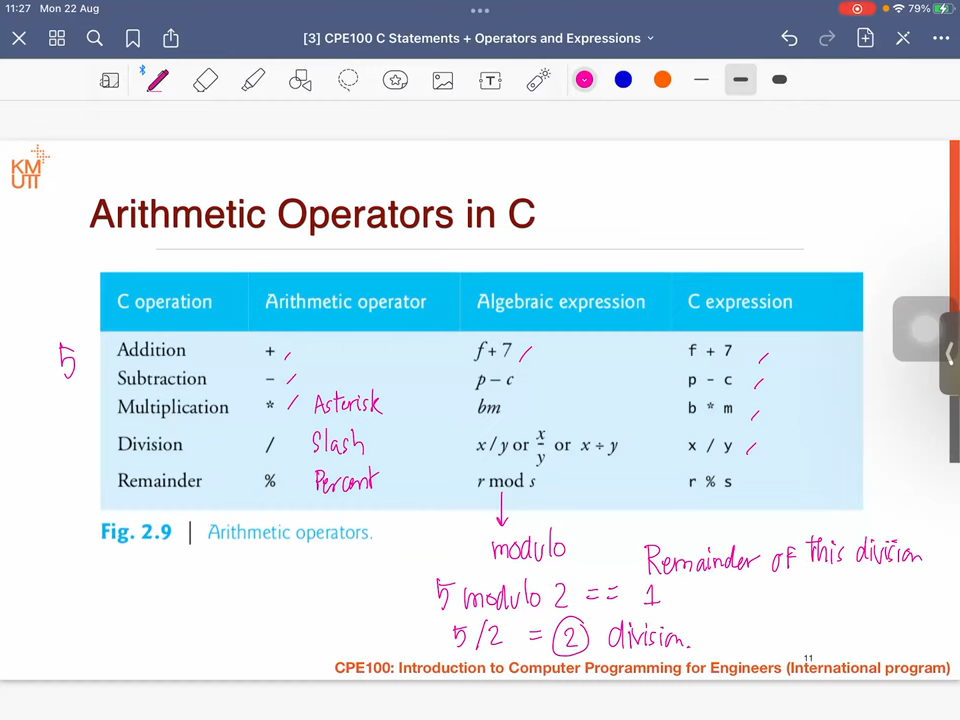 11:27 Mon 22 Aug
79%
[3] CPE100 C Statements + Operators and Expressions
KM
UTT
Arithmetic Operators in C
C operation Arithmetic operator Algebraic expression C expression
Addition + f + 7 f + 7
Subtraction – p – c p - c
Multiplication * Asterisk bm b * m
Division / Slash x / y or x/y or x ÷ y x / y
Remainder % Percent r mod s r % s
5
Fig. 2.9 | Arithmetic operators.
modulo
Remainder of this division
5 modulo 2 == 1
5/2 = 2 division.
11
CPE100: Introduction to Computer Programming for Engineers (International program)